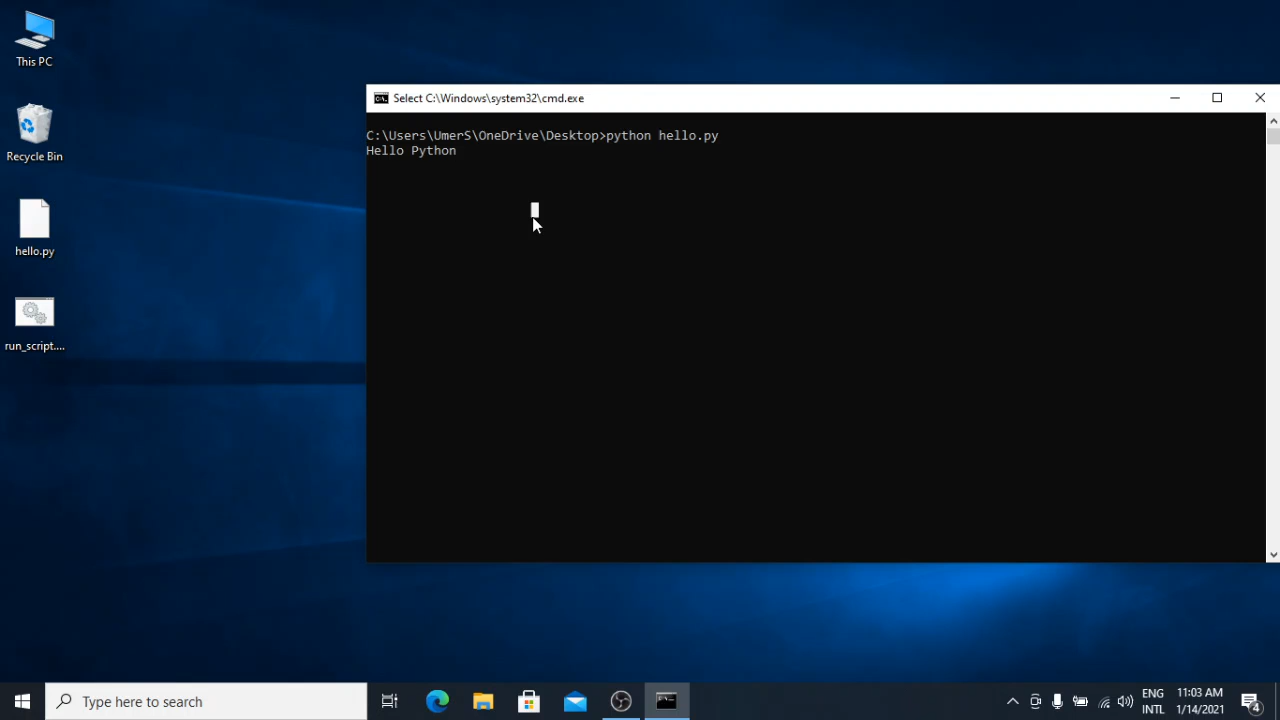 This PC
Recycle Bin
hello.py
run_script....
Select C:\Windows\system32\cmd.exe
C:\Users\UmerS\OneDrive\Desktop>python hello.py
Hello Python
Type here to search
ENG
INTL
11:03 AM
1/14/2021
4